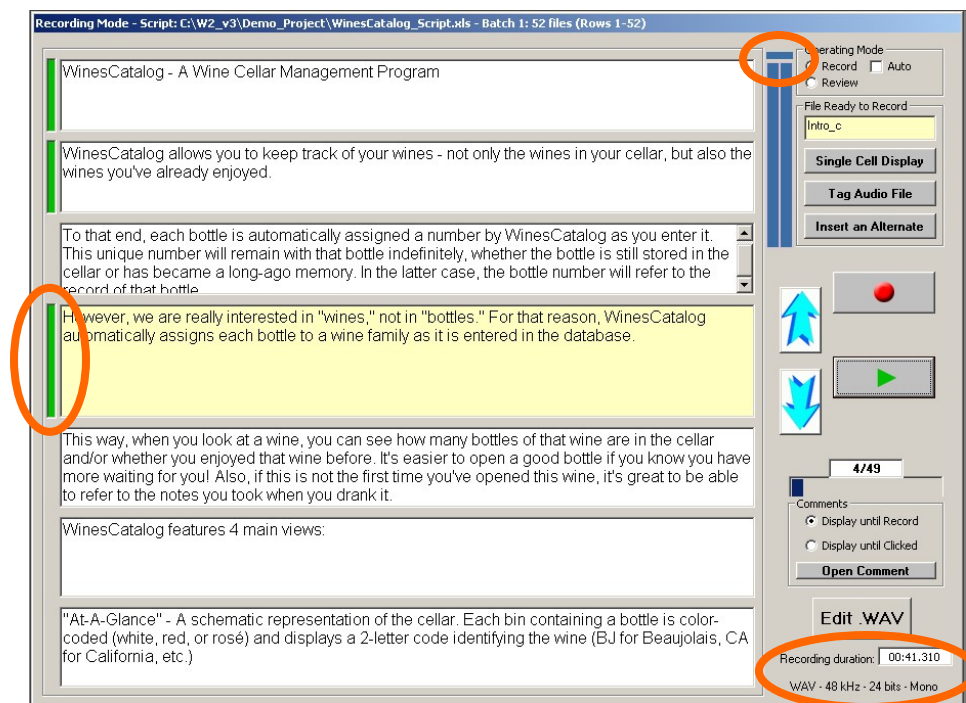 Recording Mode - Script: C:\W2_v3\Demo_Project\WinesCatalog_Script.xls - Batch 1: 52 files (Rows 1-52)
WinesCatalog - A Wine Cellar Management Program
WinesCatalog allows you to keep track of your wines - not only the wines in your cellar, but also the
wines you've already enjoyed.
To that end, each bottle is automatically assigned a number by WinesCatalog as you enter it.
This unique number will remain with that bottle indefinitely, whether the bottle is still stored in the
cellar or has became a long-ago memory. In the latter case, the bottle number will refer to the
record of that bottle
However, we are really interested in "wines," not in "bottles." For that reason, WinesCatalog
automatically assigns each bottle to a wine family as it is entered in the database.
This way, when you look at a wine, you can see how many bottles of that wine are in the cellar
and/or whether you enjoyed that wine before. It's easier to open a good bottle if you know you have
more waiting for you! Also, if this is not the first time you've opened this wine, it's great to be able
to refer to the notes you took when you drank it.
WinesCatalog features 4 main views:
"At-A-Glance" - A schematic representation of the cellar. Each bin containing a bottle is color-
coded (white, red, or rosé) and displays a 2-letter code identifying the wine (BJ for Beaujolais, CA
for California, etc.)
Operating Mode
Record Auto
Review
File Ready to Record
Intro_c
Single Cell Display
Tag Audio File
Insert an Alternate
4/49
Comments
Display until Record
Display until Clicked
Open Comment
Edit .WAV
Recording duration: 00:41.310
WAV - 48 kHz - 24 bits - Mono